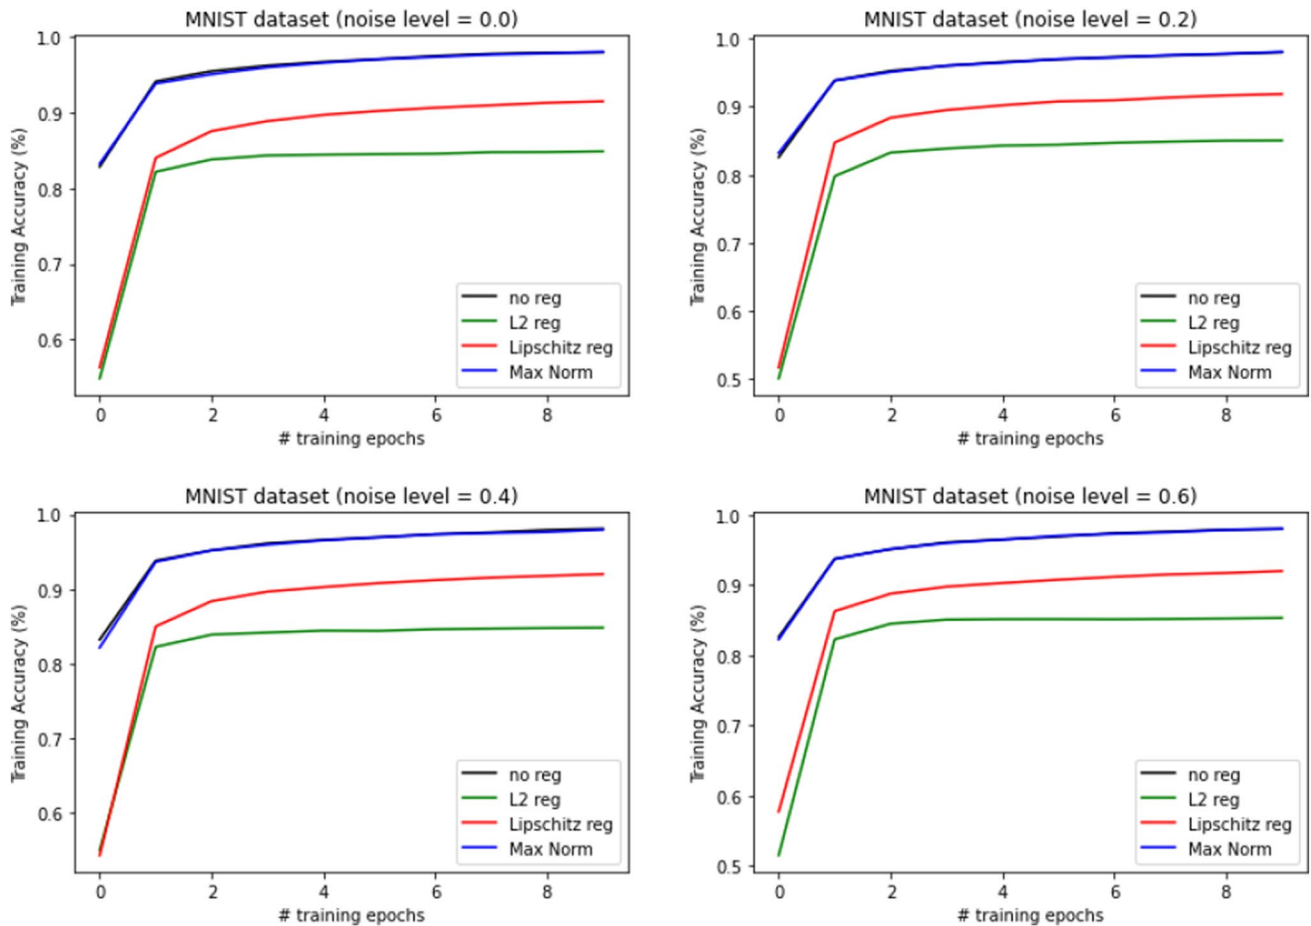 MNIST dataset (noise level = 0.0)
1.0
0.9
0.8
0.7
0.6
Training Accuracy (%)
no reg
L2 reg
Lipschitz reg
Max Norm
0 2 4 6 8
# training epochs
MNIST dataset (noise level = 0.2)
1.0
0.9
0.8
0.7
0.6
0.5
Training Accuracy (%)
no reg
L2 reg
Lipschitz reg
Max Norm
0 2 4 6 8
# training epochs
MNIST dataset (noise level = 0.4)
1.0
0.9
0.8
0.7
0.6
Training Accuracy (%)
no reg
L2 reg
Lipschitz reg
Max Norm
0 2 4 6 8
# training epochs
MNIST dataset (noise level = 0.6)
1.0
0.9
0.8
0.7
0.6
0.5
Training Accuracy (%)
no reg
L2 reg
Lipschitz reg
Max Norm
0 2 4 6 8
# training epochs